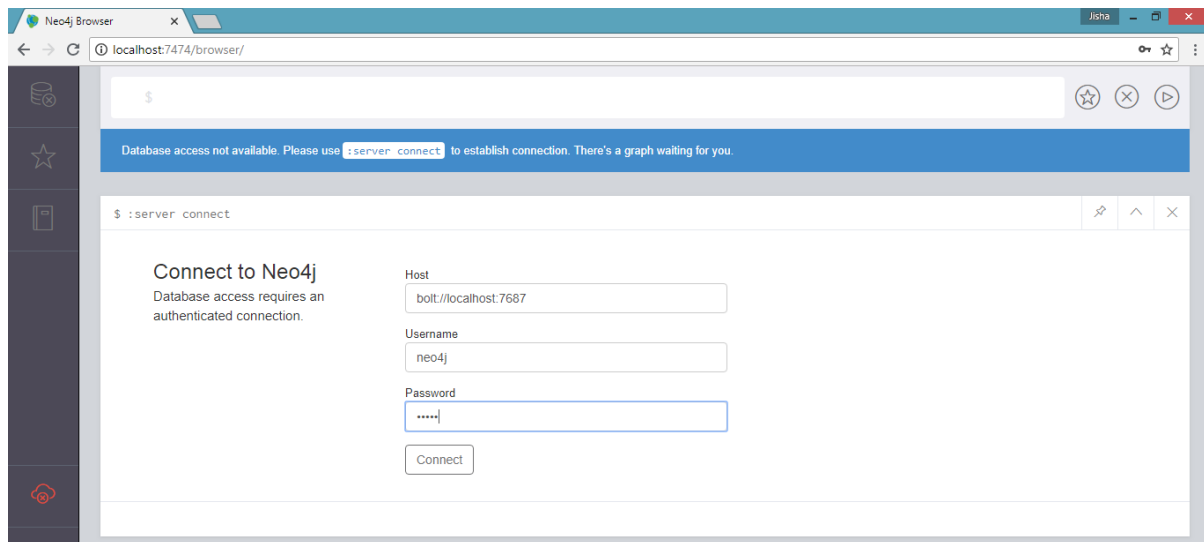 Neo4j Browser
Jisha
localhost:7474/browser/
$
Database access not available. Please use :server connect to establish connection. There's a graph waiting for you.
$ :server connect
Connect to Neo4j
Database access requires an
authenticated connection.
Host
bolt://localhost:7687
Username
neo4j
Password
•••••
Connect